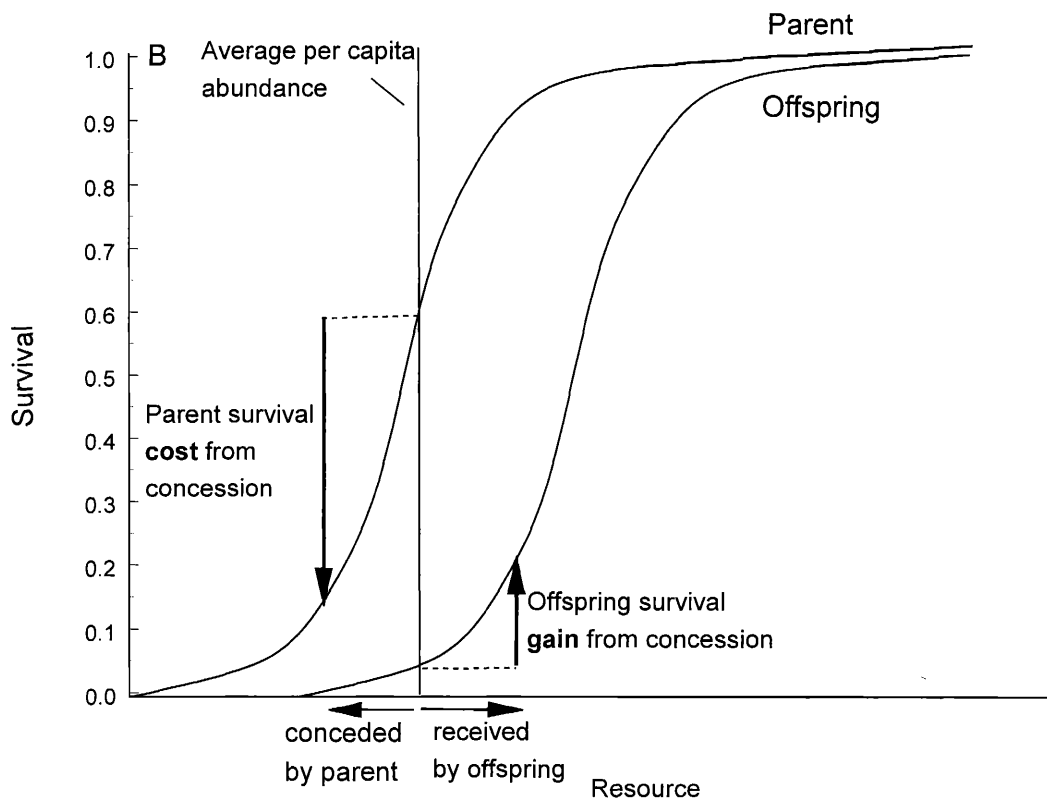 B
Average per capita
abundance
Parent
Offspring
1.0
0.9
0.8
0.7
0.6
0.5
0.4
0.3
0.2
0.1
0.0
Survival
Parent survival
cost from
concession
Offspring survival
gain from concession
conceded
by parent
received
by offspring
Resource